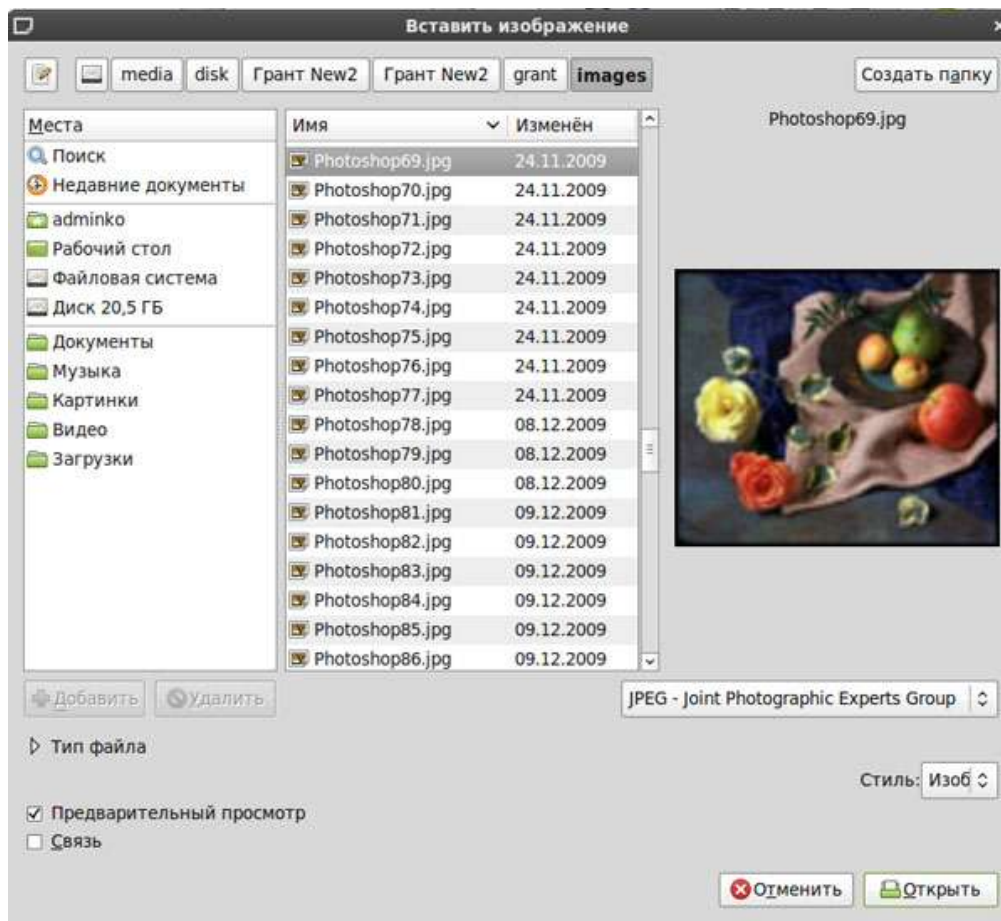 Вставить изображение
media disk Грант New2 Грант New2 grant images Создать папку
Места
Поиск
Недавние документы
adminko
Рабочий стол
Файловая система
Диск 20,5 ГБ
Документы
Музыка
Картинки
Видео
Загрузки
Имя Изменён
Photoshop69.jpg 24.11.2009
Photoshop70.jpg 24.11.2009
Photoshop71.jpg 24.11.2009
Photoshop72.jpg 24.11.2009
Photoshop73.jpg 24.11.2009
Photoshop74.jpg 24.11.2009
Photoshop75.jpg 24.11.2009
Photoshop76.jpg 24.11.2009
Photoshop77.jpg 24.11.2009
Photoshop78.jpg 08.12.2009
Photoshop79.jpg 08.12.2009
Photoshop80.jpg 08.12.2009
Photoshop81.jpg 09.12.2009
Photoshop82.jpg 09.12.2009
Photoshop83.jpg 09.12.2009
Photoshop84.jpg 09.12.2009
Photoshop85.jpg 09.12.2009
Photoshop86.jpg 09.12.2009
Photoshop69.jpg
Добавить Удалить
JPEG - Joint Photographic Experts Group
Тип файла
Стиль: Изоб
Предварительный просмотр
Связь
Отменить Открыть